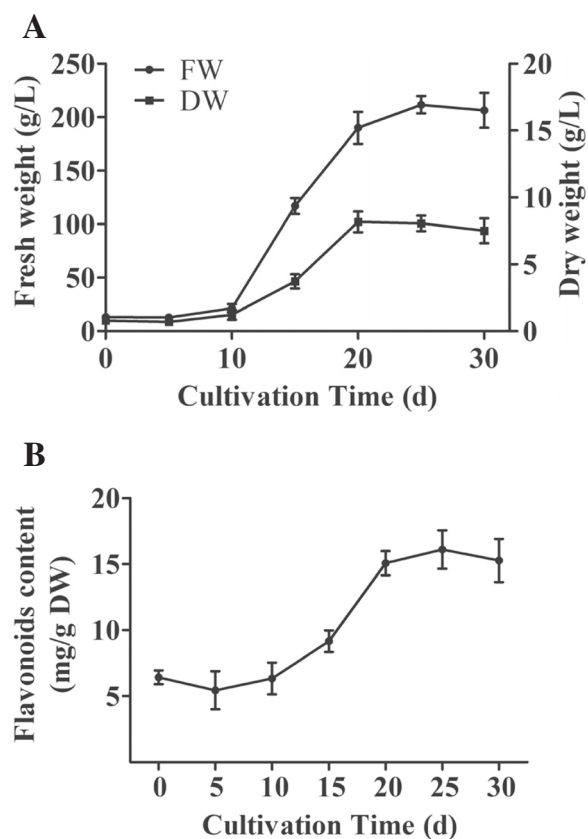 A
FW
DW
Fresh weight (g/L)
250
200
150
100
50
0
Dry weight (g/L)
20
15
10
5
0
0 10 20 30
Cultivation Time (d)
B
Flavonoids content
(mg/g DW)
20
15
10
5
0 5 10 15 20 25 30
Cultivation Time (d)